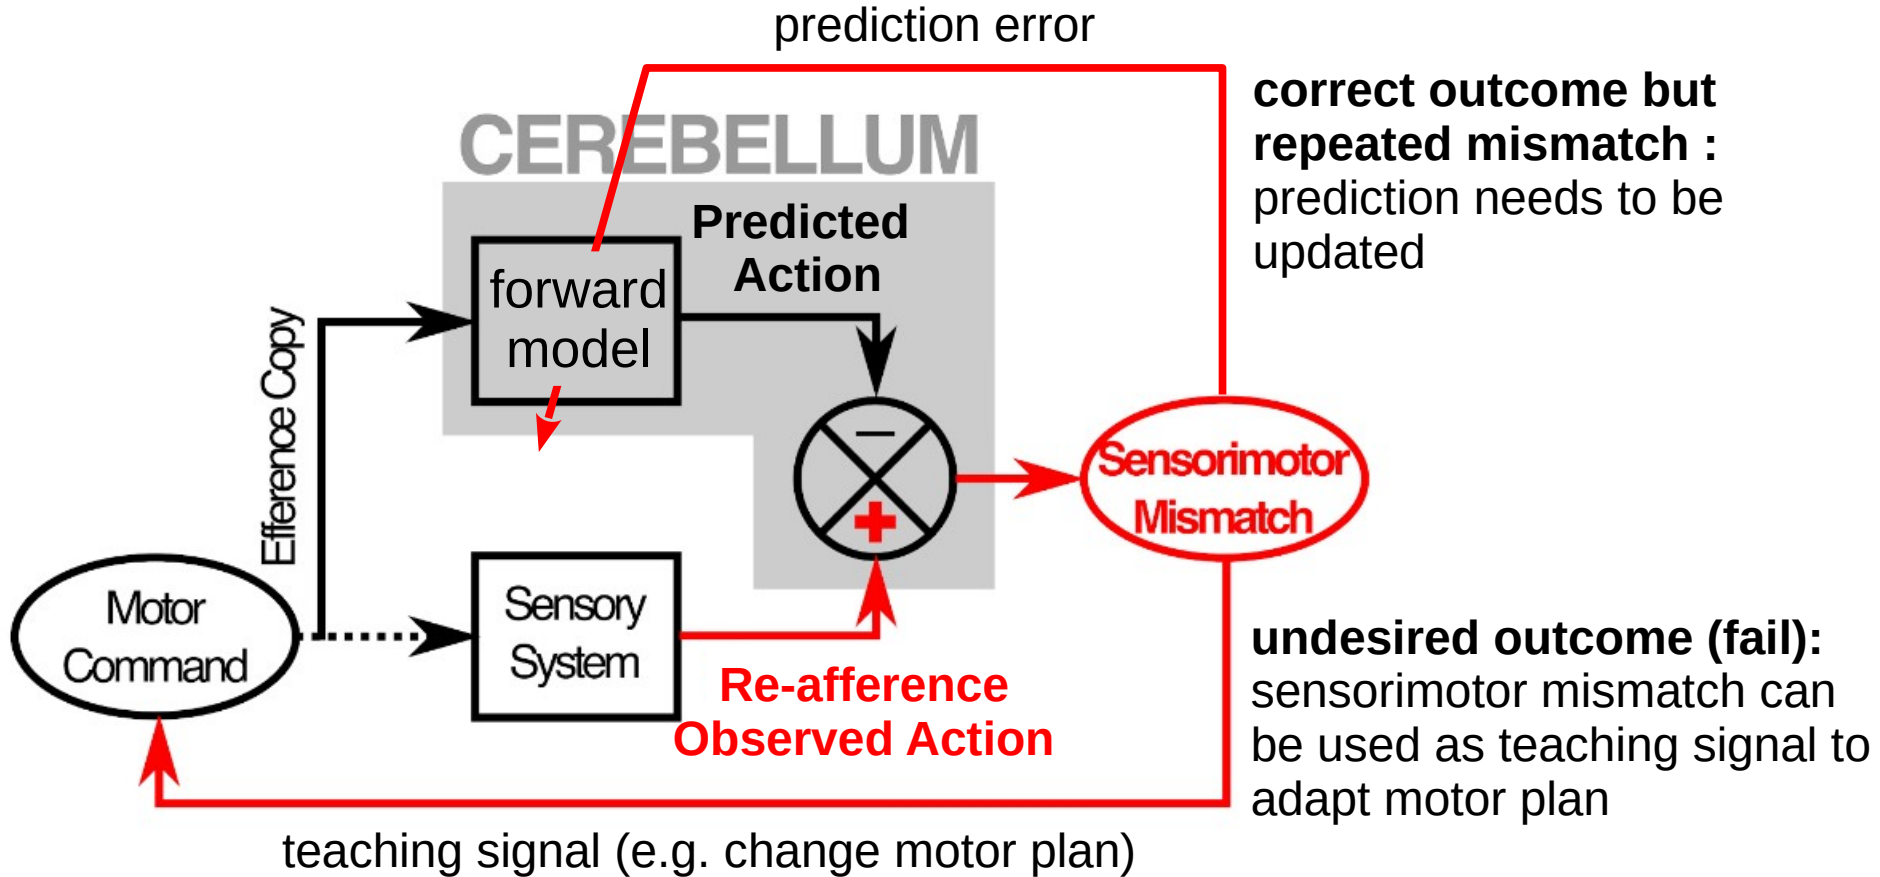 prediction error
correct outcome but
repeated mismatch :
prediction needs to be
updated
CEREBELLUM
Predicted
Action
forward
model
Efference Copy
−
+
Sensorimotor
Mismatch
Motor
Command
Sensory
System
Re-afference
Observed Action
undesired outcome (fail):
sensorimotor mismatch can
be used as teaching signal to
adapt motor plan
teaching signal (e.g. change motor plan)